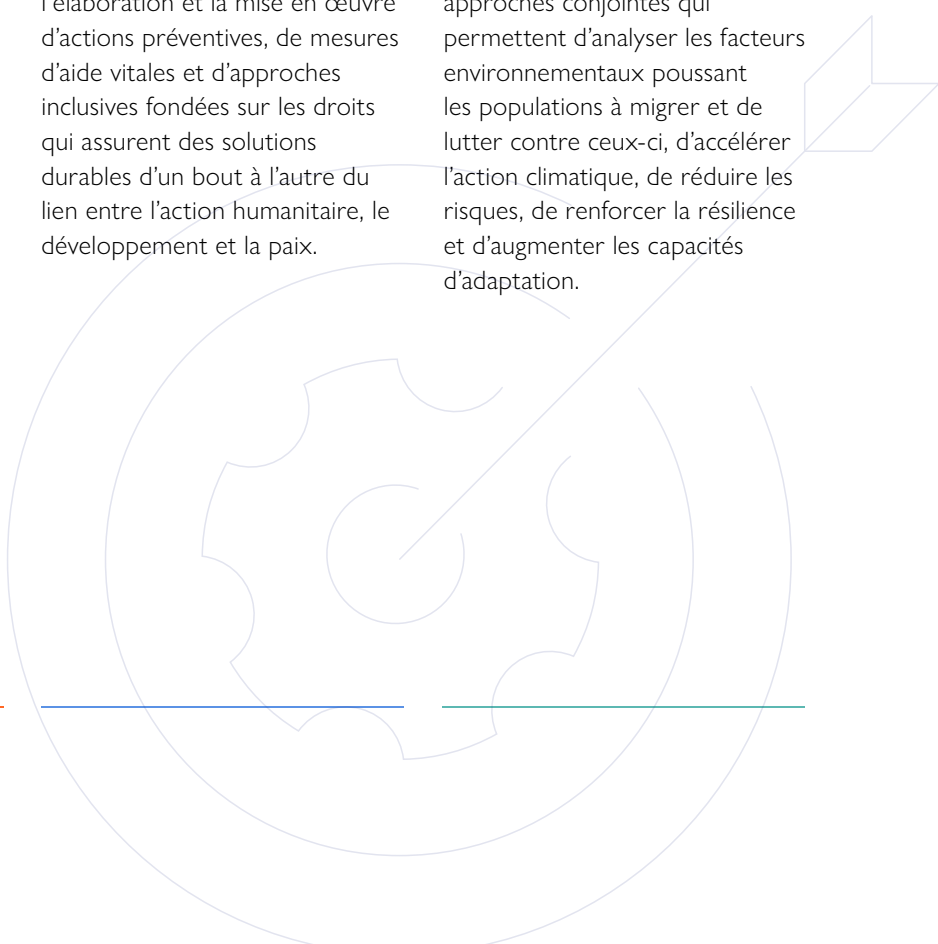 l’élaboration et la mise en œuvre
d’actions préventives, de mesures
d’aide vitales et d’approches
inclusives fondées sur les droits
qui assurent des solutions
durables d’un bout à l’autre du
lien entre l’action humanitaire, le
développement et la paix.
approches conjointes qui
permettent d’analyser les facteurs
environnementaux poussant
les populations à migrer et de
lutter contre ceux-ci, d’accélérer
l’action climatique, de réduire les
risques, de renforcer la résilience
et d’augmenter les capacités
d’adaptation.